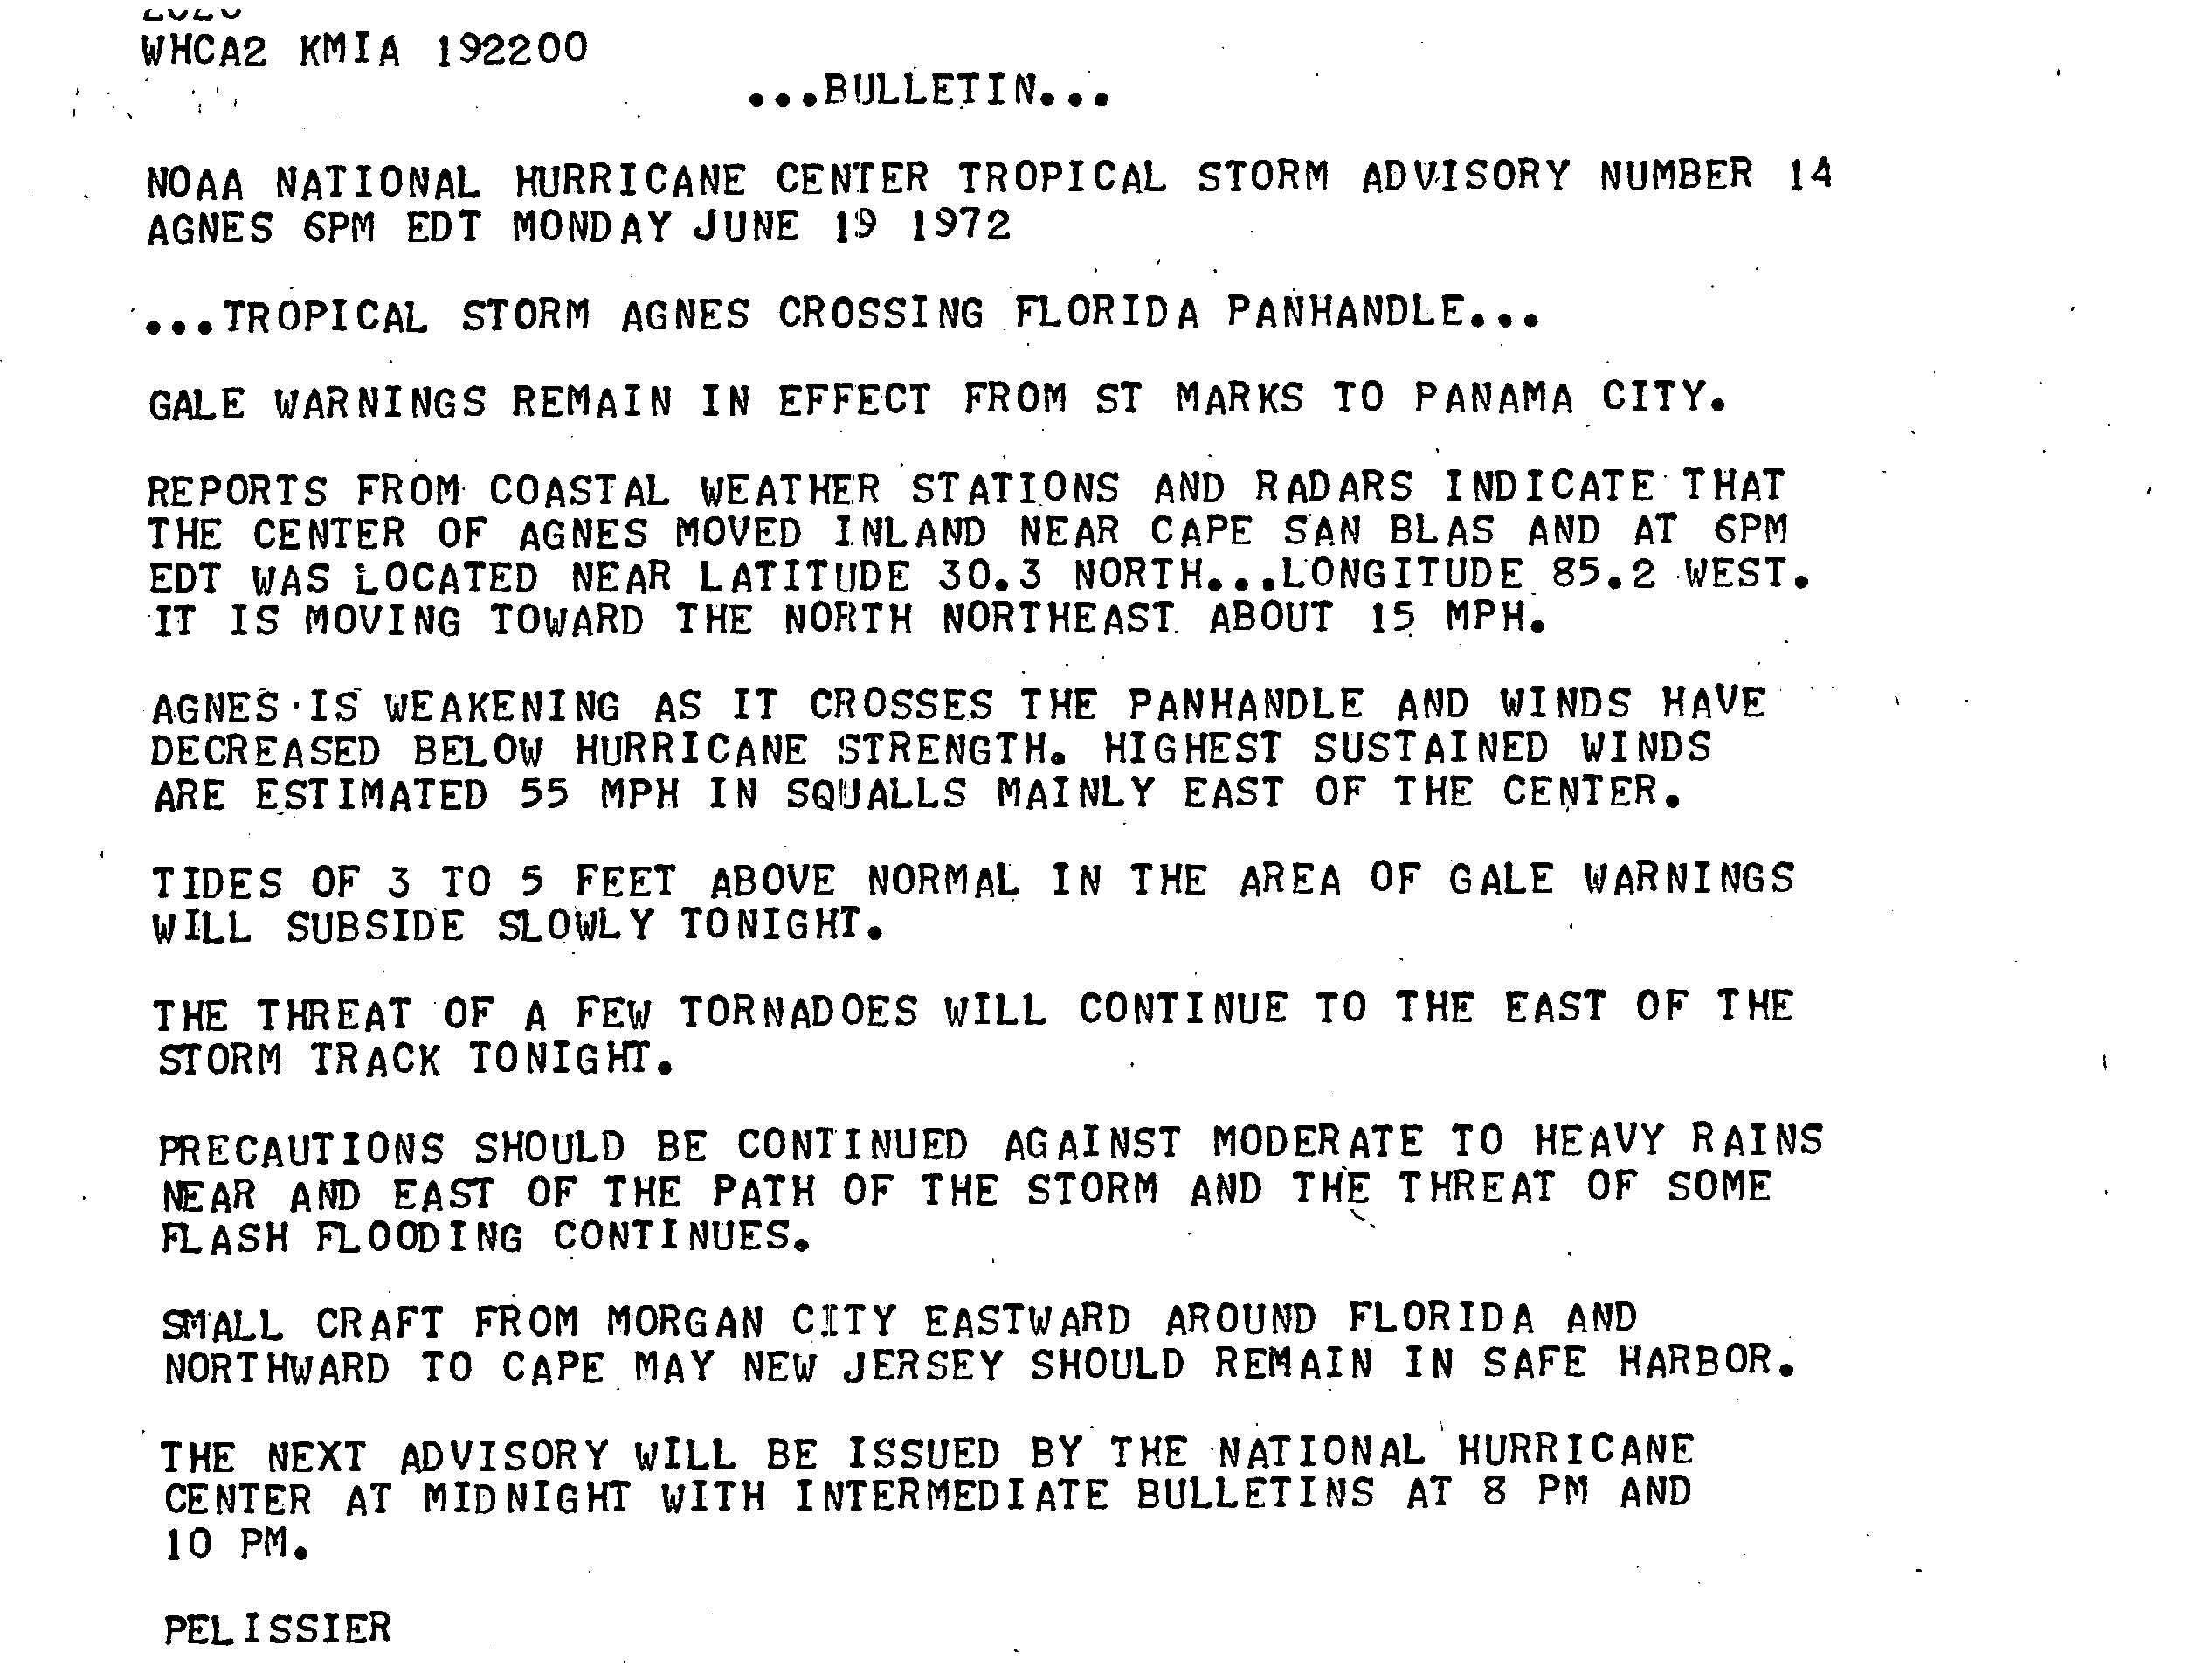 WHCA2 KMIA 192200
...BULLETIN...
NOAA NATIONAL HURRICANE CENTER TROPICAL STORM ADVISORY NUMBER 14
AGNES 6PM EDT MONDAY JUNE 19 1972
...TROPICAL STORM AGNES CROSSING FLORIDA PANHANDLE...
GALE WARNINGS REMAIN IN EFFECT FROM ST MARKS TO PANAMA CITY.
REPORTS FROM COASTAL WEATHER STATIONS AND RADARS INDICATE THAT
THE CENTER OF AGNES MOVED INLAND NEAR CAPE SAN BLAS AND AT 6PM
EDT WAS LOCATED NEAR LATITUDE 30.3 NORTH...LONGITUDE 85.2 WEST.
IT IS MOVING TOWARD THE NORTH NORTHEAST ABOUT 15 MPH.
AGNES IS WEAKENING AS IT CROSSES THE PANHANDLE AND WINDS HAVE
DECREASED BELOW HURRICANE STRENGTH. HIGHEST SUSTAINED WINDS
ARE ESTIMATED 55 MPH IN SQUALLS MAINLY EAST OF THE CENTER.
TIDES OF 3 TO 5 FEET ABOVE NORMAL IN THE AREA OF GALE WARNINGS
WILL SUBSIDE SLOWLY TONIGHT.
THE THREAT OF A FEW TORNADOES WILL CONTINUE TO THE EAST OF THE
STORM TRACK TONIGHT.
PRECAUTIONS SHOULD BE CONTINUED AGAINST MODERATE TO HEAVY RAINS
NEAR AND EAST OF THE PATH OF THE STORM AND THE THREAT OF SOME
FLASH FLOODING CONTINUES.
SMALL CRAFT FROM MORGAN CITY EASTWARD AROUND FLORIDA AND
NORTHWARD TO CAPE MAY NEW JERSEY SHOULD REMAIN IN SAFE HARBOR.
THE NEXT ADVISORY WILL BE ISSUED BY THE NATIONAL HURRICANE
CENTER AT MIDNIGHT WITH INTERMEDIATE BULLETINS AT 8 PM AND
10 PM.
PELISSIER